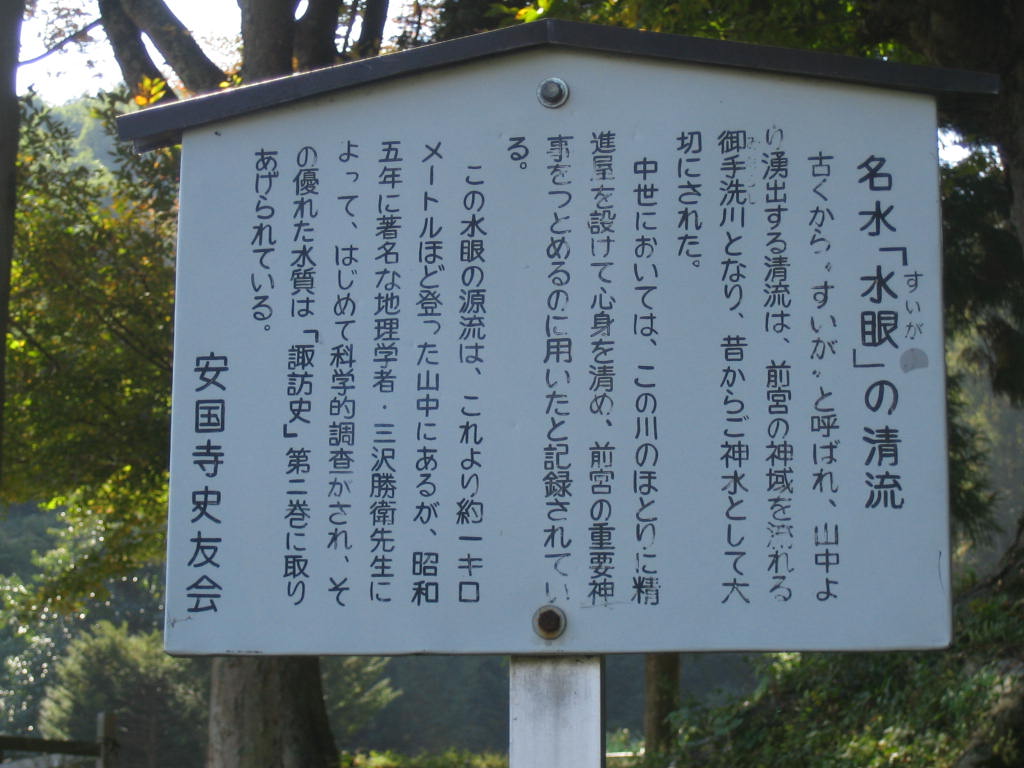 名水「水眼」の清流
すいが
古くから〝すいが〟と呼ばれ、山中よ
り湧出する清流は、前宮の神域を流れる
御手洗川となり、昔からご神水として大
切にされた。
中世においては、この川のほとりに精
進屋を設けて心身を清め、前宮の重要神
事をつとめるのに用いたと記録されてい
る。
この水眼の源流は、これより約一キロ
メートルほど登った山中にあるが、昭和
五年に著名な地理学者・三沢勝衛先生に
よって、はじめて科学的調査がされ、そ
の優れた水質は「諏訪史」第二巻に取り
あげられている。
安国寺史友会